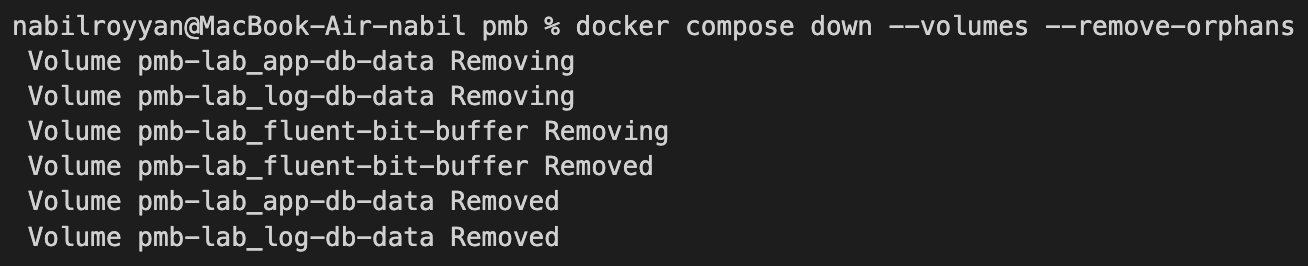 nabilroyyan@MacBook-Air-nabil pmb % docker compose down --volumes --remove-orphans
Volume pmb-lab_app-db-data Removing
Volume pmb-lab_log-db-data Removing
Volume pmb-lab_fluent-bit-buffer Removing
Volume pmb-lab_fluent-bit-buffer Removed
Volume pmb-lab_app-db-data Removed
Volume pmb-lab_log-db-data Removed